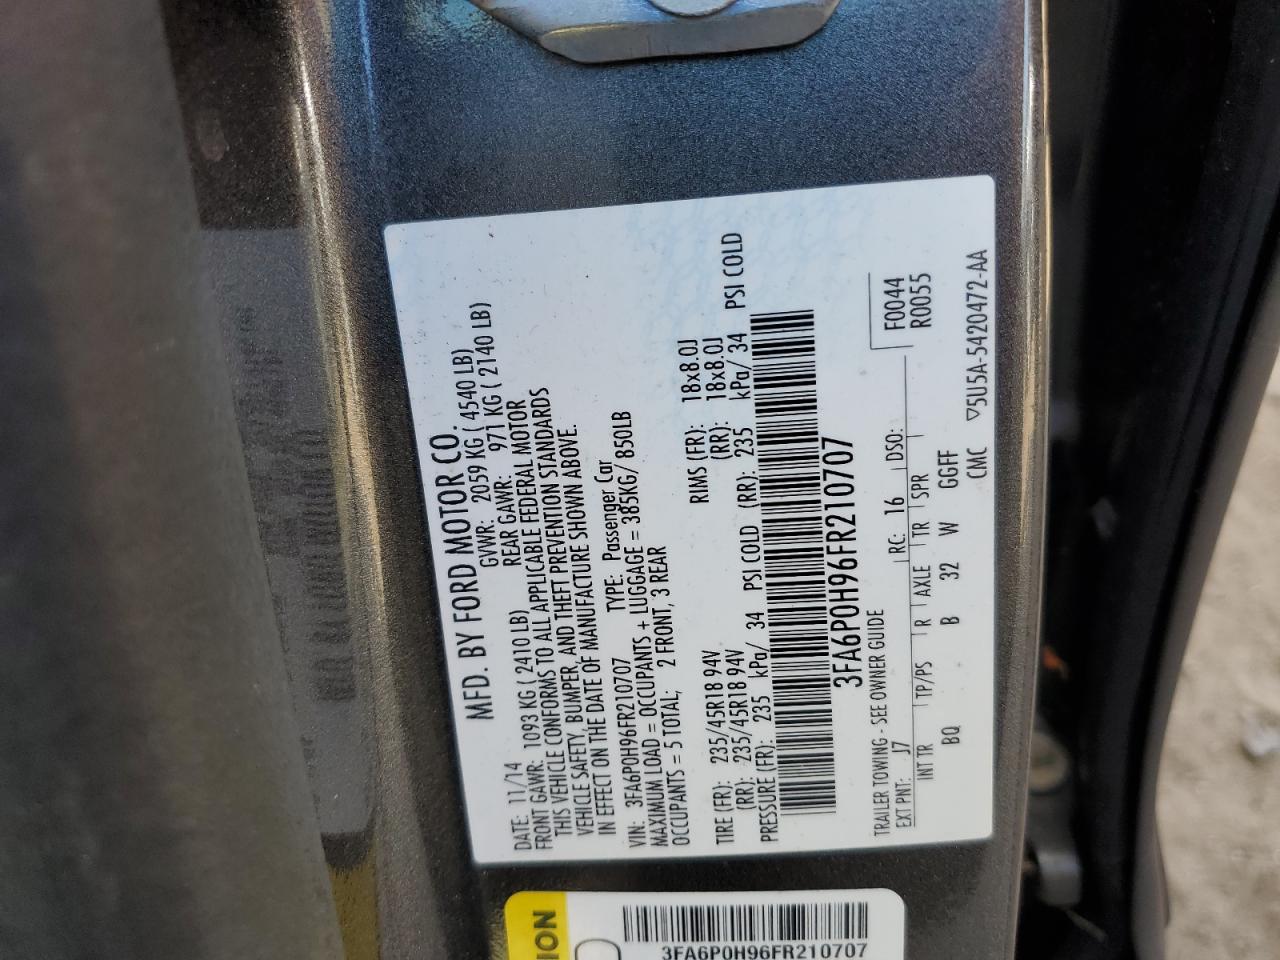 MFD. BY FORD MOTOR CO.
DATE: 11/14 GVWR: 2059 KG ( 4540 LB)
FRONT GAWR: 1093 KG ( 2410 LB) REAR GAWR: 971 KG ( 2140 LB)
THIS VEHICLE CONFORMS TO ALL APPLICABLE FEDERAL MOTOR
VEHICLE SAFETY, BUMPER, AND THEFT PREVENTION STANDARDS
IN EFFECT ON THE DATE OF MANUFACTURE SHOWN ABOVE.
VIN: 3FA6P0H96FR210707 TYPE: Passenger Car
MAXIMUM LOAD = OCCUPANTS + LUGGAGE = 385KG/ 850LB
OCCUPANTS = 5 TOTAL; 2 FRONT, 3 REAR
TIRE (FR): 235/45R18 94V RIMS (FR): 18x8.0J
(RR): 235/45R18 94V (RR): 18x8.0J
PRESSURE (FR): 235 kPa/ 34 PSI COLD (RR): 235 kPa/ 34 PSI COLD
3FA6P0H96FR210707
TRAILER TOWING - SEE OWNER GUIDE
F0044
R0055
EXT PNT: J7 RC: 16 DSO:
INT TR TP/PS R AXLE TR SPR
BQ B 32 W GGFF
CMC ▽5U5A-5420472-AA
ION
3FA6P0H96FR210707